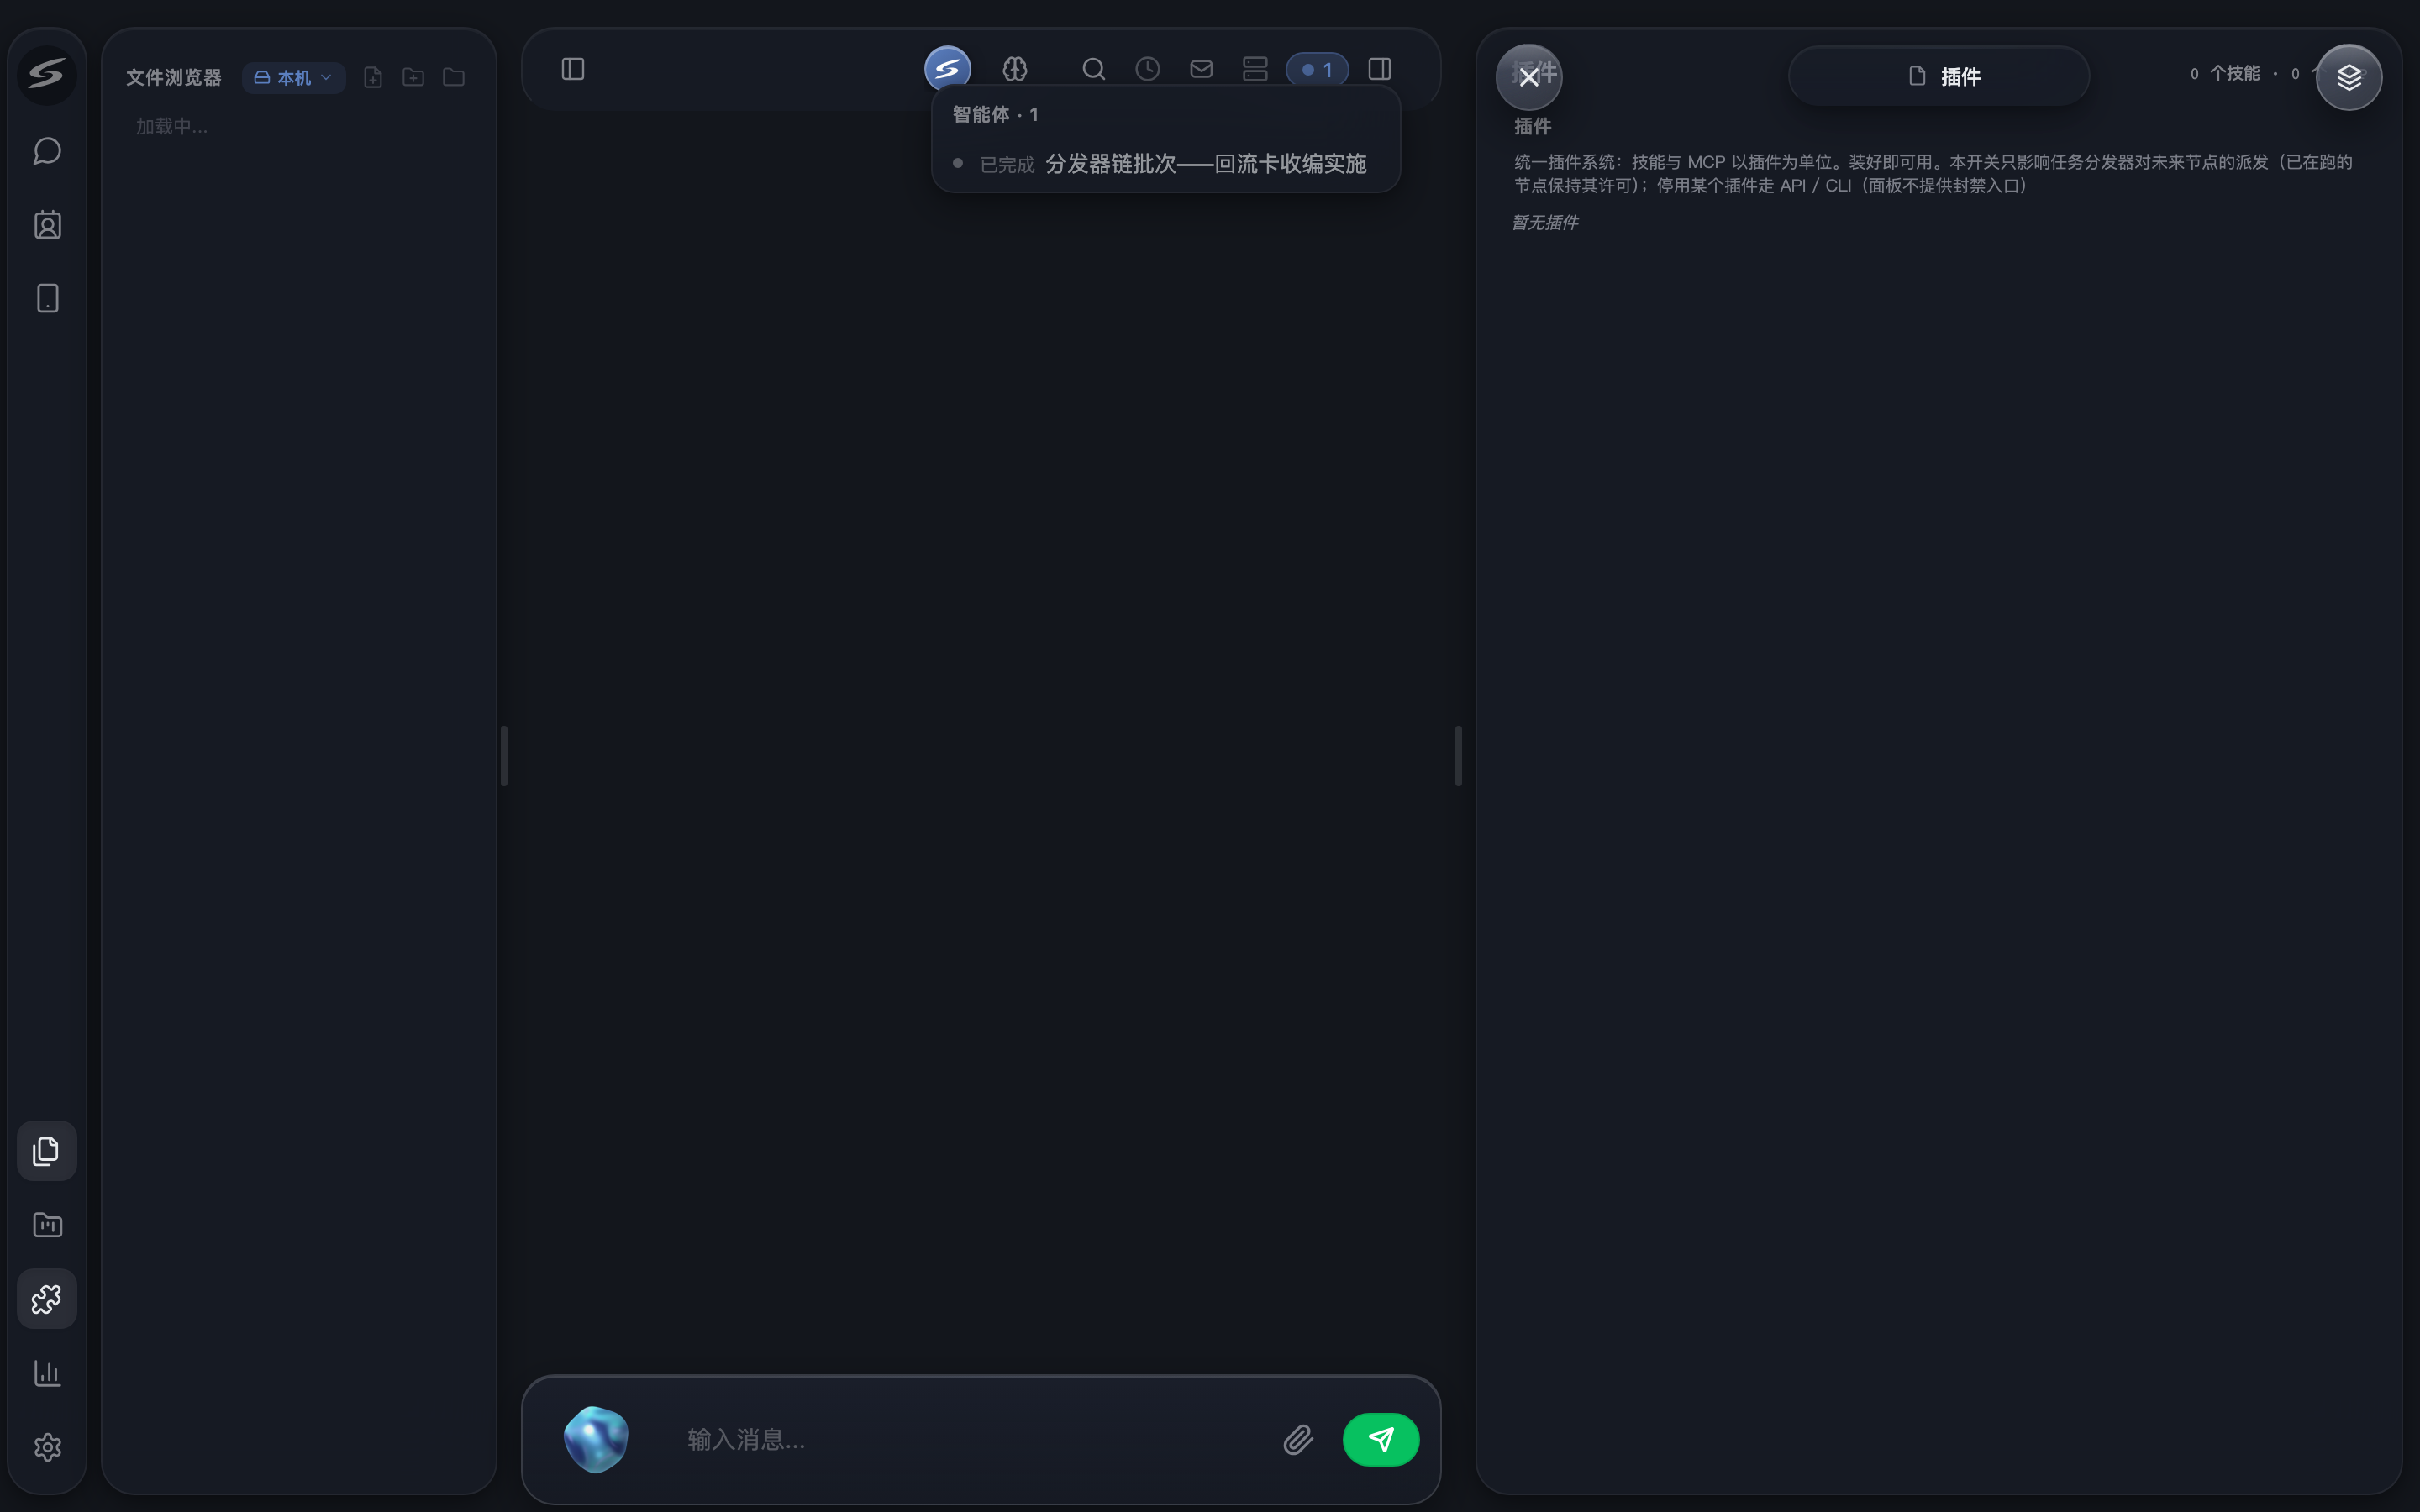 文件浏览器
本机
加载中...
1
智能体 · 1
已完成 分发器链批次——回流卡收编实施
输入消息...
插件
插件
0 个技能 · 0
插件
统一插件系统：技能与 MCP 以插件为单位。装好即可用。本开关只影响任务分发器对未来节点的派发（已在跑的
节点保持其许可）；停用某个插件走 API / CLI（面板不提供封禁入口）
暂无插件